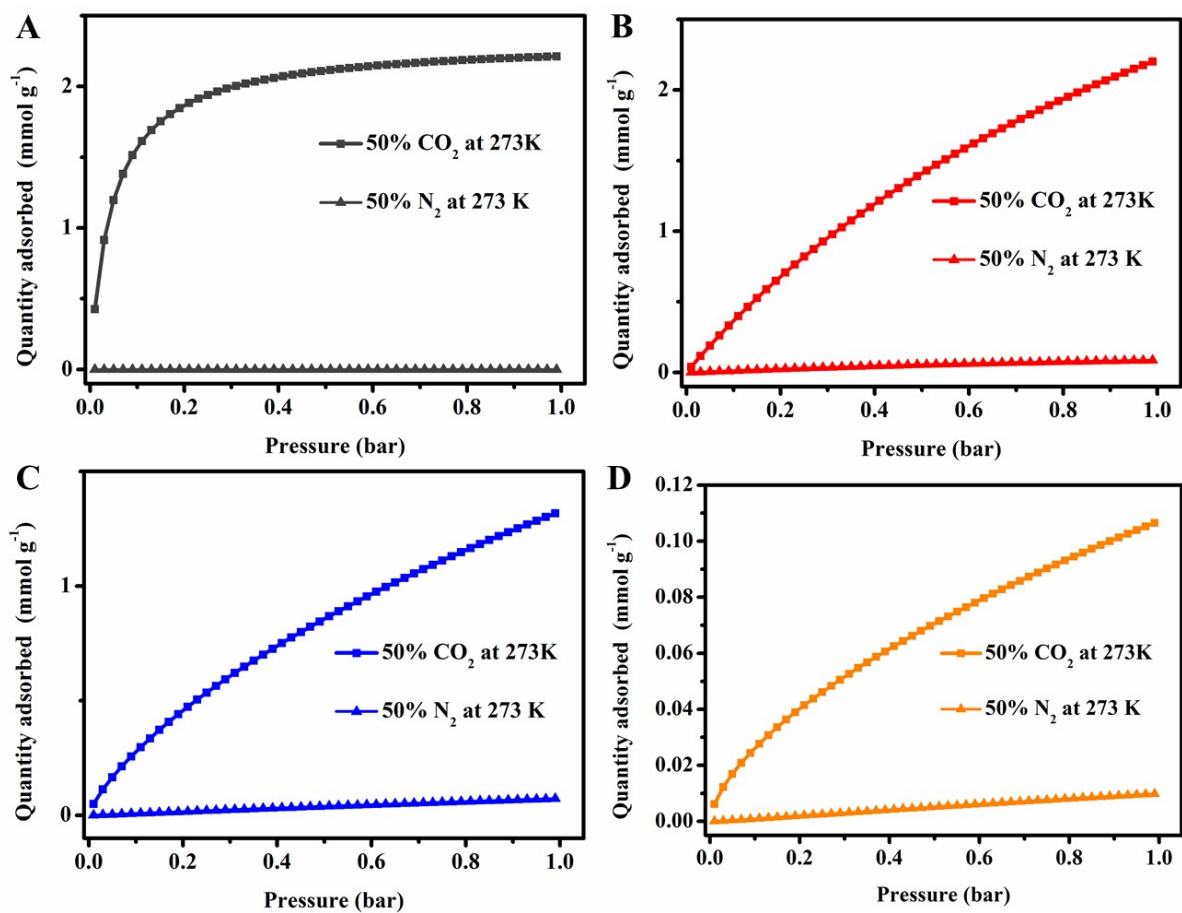 A
Quantity adsorbed (mmol g⁻¹)
2
1
0
50% CO₂ at 273K
50% N₂ at 273 K
0.0 0.2 0.4 0.6 0.8 1.0
Pressure (bar)
B
Quantity adsorbed (mmol g⁻¹)
2
1
0
50% CO₂ at 273K
50% N₂ at 273 K
0.0 0.2 0.4 0.6 0.8 1.0
Pressure (bar)
C
Quantity adsorbed (mmol g⁻¹)
1
0
50% CO₂ at 273K
50% N₂ at 273 K
0.0 0.2 0.4 0.6 0.8 1.0
Pressure (bar)
D
Quantity adsorbed (mmol g⁻¹)
0.12
0.10
0.08
0.06
0.04
0.02
0.00
50% CO₂ at 273K
50% N₂ at 273 K
0.0 0.2 0.4 0.6 0.8 1.0
Pressure (bar)